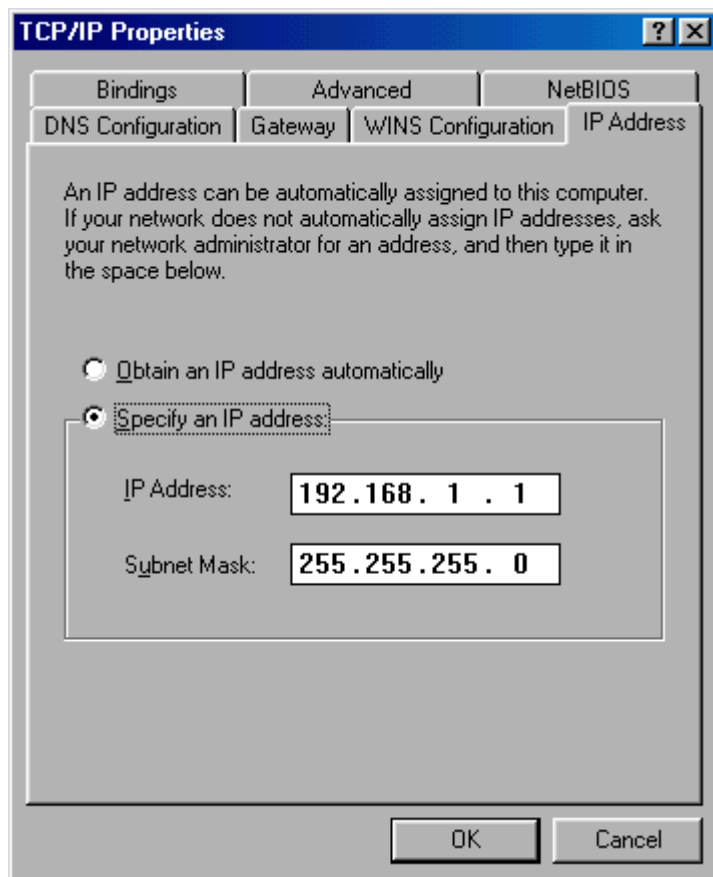 TCP/IP Properties
Bindings Advanced NetBIOS
DNS Configuration Gateway WINS Configuration IP Address
An IP address can be automatically assigned to this computer.
If your network does not automatically assign IP addresses, ask
your network administrator for an address, and then type it in
the space below.
Obtain an IP address automatically
Specify an IP address:
IP Address: 192.168. 1 . 1
Subnet Mask: 255.255.255. 0
OK Cancel